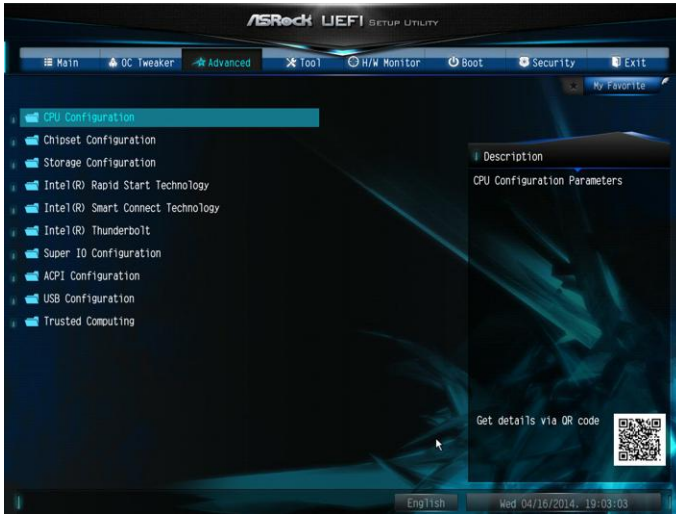 ASRock UEFI SETUP UTILITY
Main OC Tweaker Advanced Tool H/W Monitor Boot Security Exit
My Favorite
CPU Configuration
Chipset Configuration
Storage Configuration
Intel(R) Rapid Start Technology
Intel(R) Smart Connect Technology
Intel(R) Thunderbolt
Super IO Configuration
ACPI Configuration
USB Configuration
Trusted Computing
Description
CPU Configuration Parameters
Get details via QR code
English
Wed 04/16/2014. 19:03:03